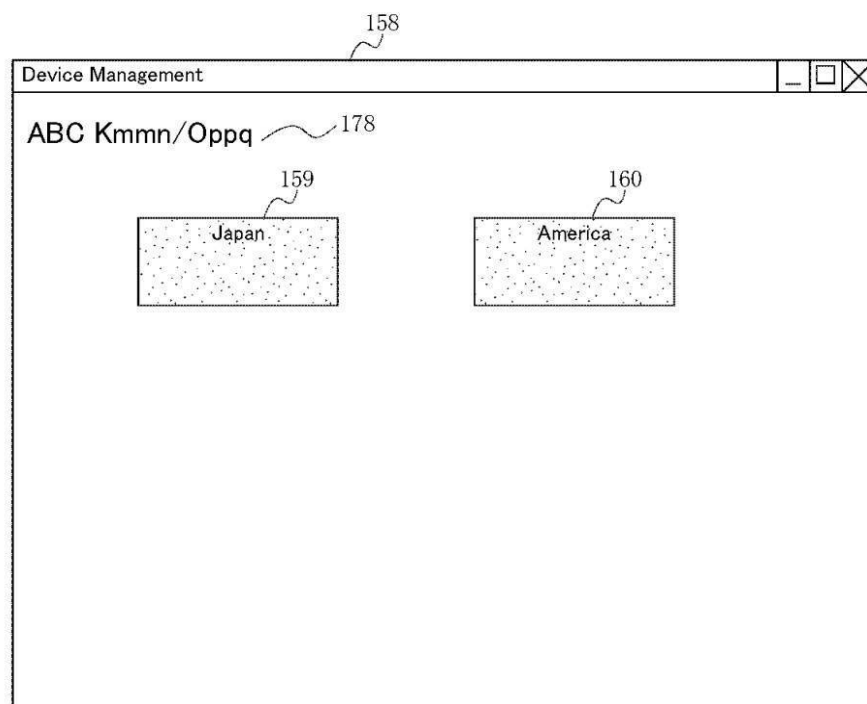 158
Device Management
ABC Kmmn/Oppq 178
159 160
Japan America